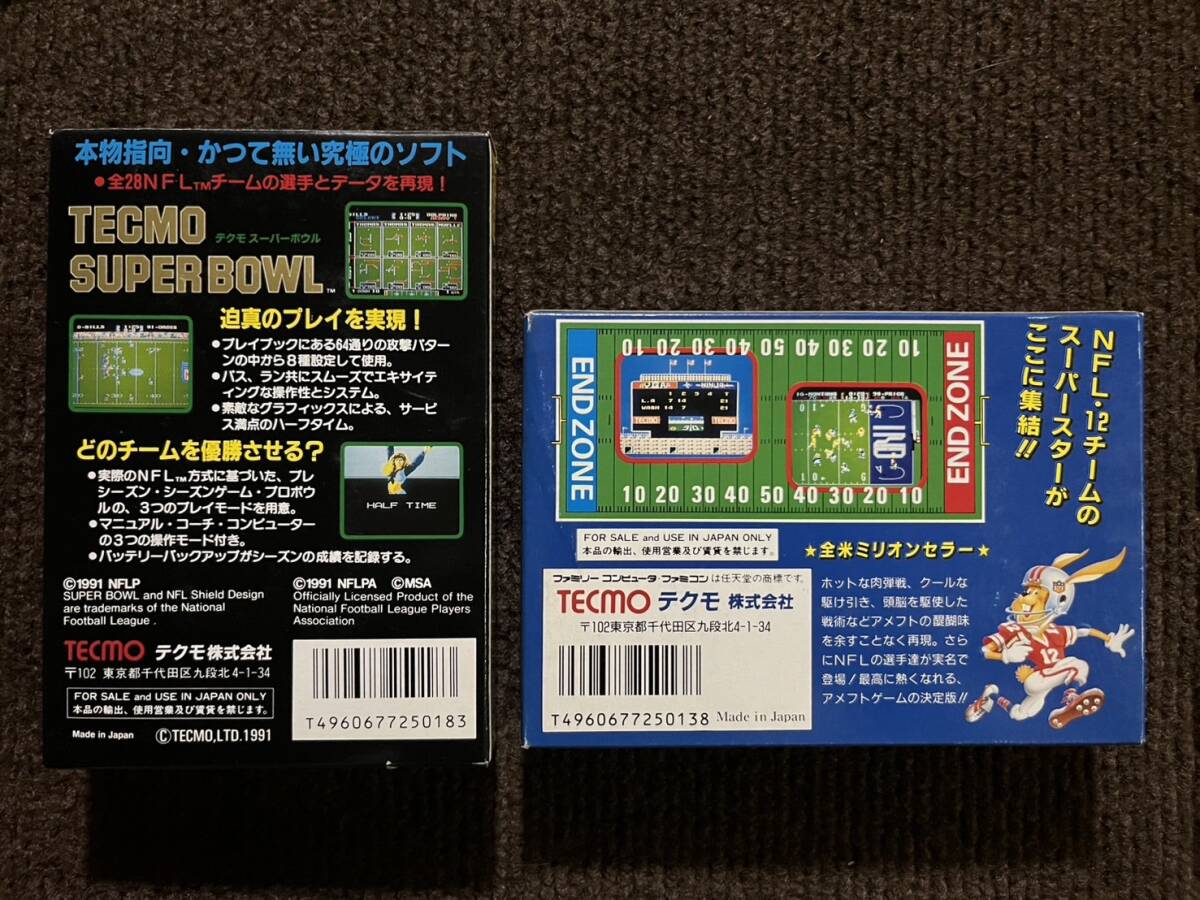 本物指向・かつて無い究極のソフト
●全28NFL™チームの選手とデータを再現!
TECMO
テクモ スーパーボウル
SUPER BOWL™
迫真のプレイを実現!
●プレイブックにある64通りの攻撃パター
ンの中から8種設定して使用。
●パス、ラン共にスムーズでエキサイテ
ィングな操作性とシステム。
●素敵なグラフィックスによる、サービ
ス満点のハーフタイム。
どのチームを優勝させる?
●実際のNFL™方式に基づいた、プレ
シーズン・シーズンゲーム・プロボウ
ルの、3つのプレイモードを用意。
●マニュアル・コーチ・コンピューター
の3つの操作モード付き。
●バッテリーバックアップがシーズンの成績を記録する。
HALF TIME
©1991 NFLP
SUPER BOWL and NFL Shield Design
are trademarks of the National
Football League .
©1991 NFLPA ©MSA
Officially Licensed Product of the
National Football League Players
Association
TECMO テクモ株式会社
〒102 東京都千代田区九段北4-1-34
FOR SALE and USE IN JAPAN ONLY
本品の輸出、使用営業及び賃貸を禁じます。
Made in Japan ©TECMO,LTD.1991
T4960677250183
NFL・12チームの
スーパースターが
ここに集結!!
10 20 30 40 50 40 30 20 10
END ZONE
END ZONE
10 20 30 40 50 40 30 20 10
FOR SALE and USE IN JAPAN ONLY
本品の輸出、使用営業及び賃貸を禁じます。
ファミリーコンピュータ・ファミコンは任天堂の商標です。
TECMO テクモ 株式会社
〒102東京都千代田区九段北4-1-34
T4960677250138 Made in Japan
★全米ミリオンセラー★
ホットな肉弾戦、クールな
駆け引き、頭脳を駆使した
戦術などアメフトの醍醐味
を余すことなく再現。さら
にNFLの選手達が実名で
登場!最高に熱くなれる、
アメフトゲームの決定版!!
12